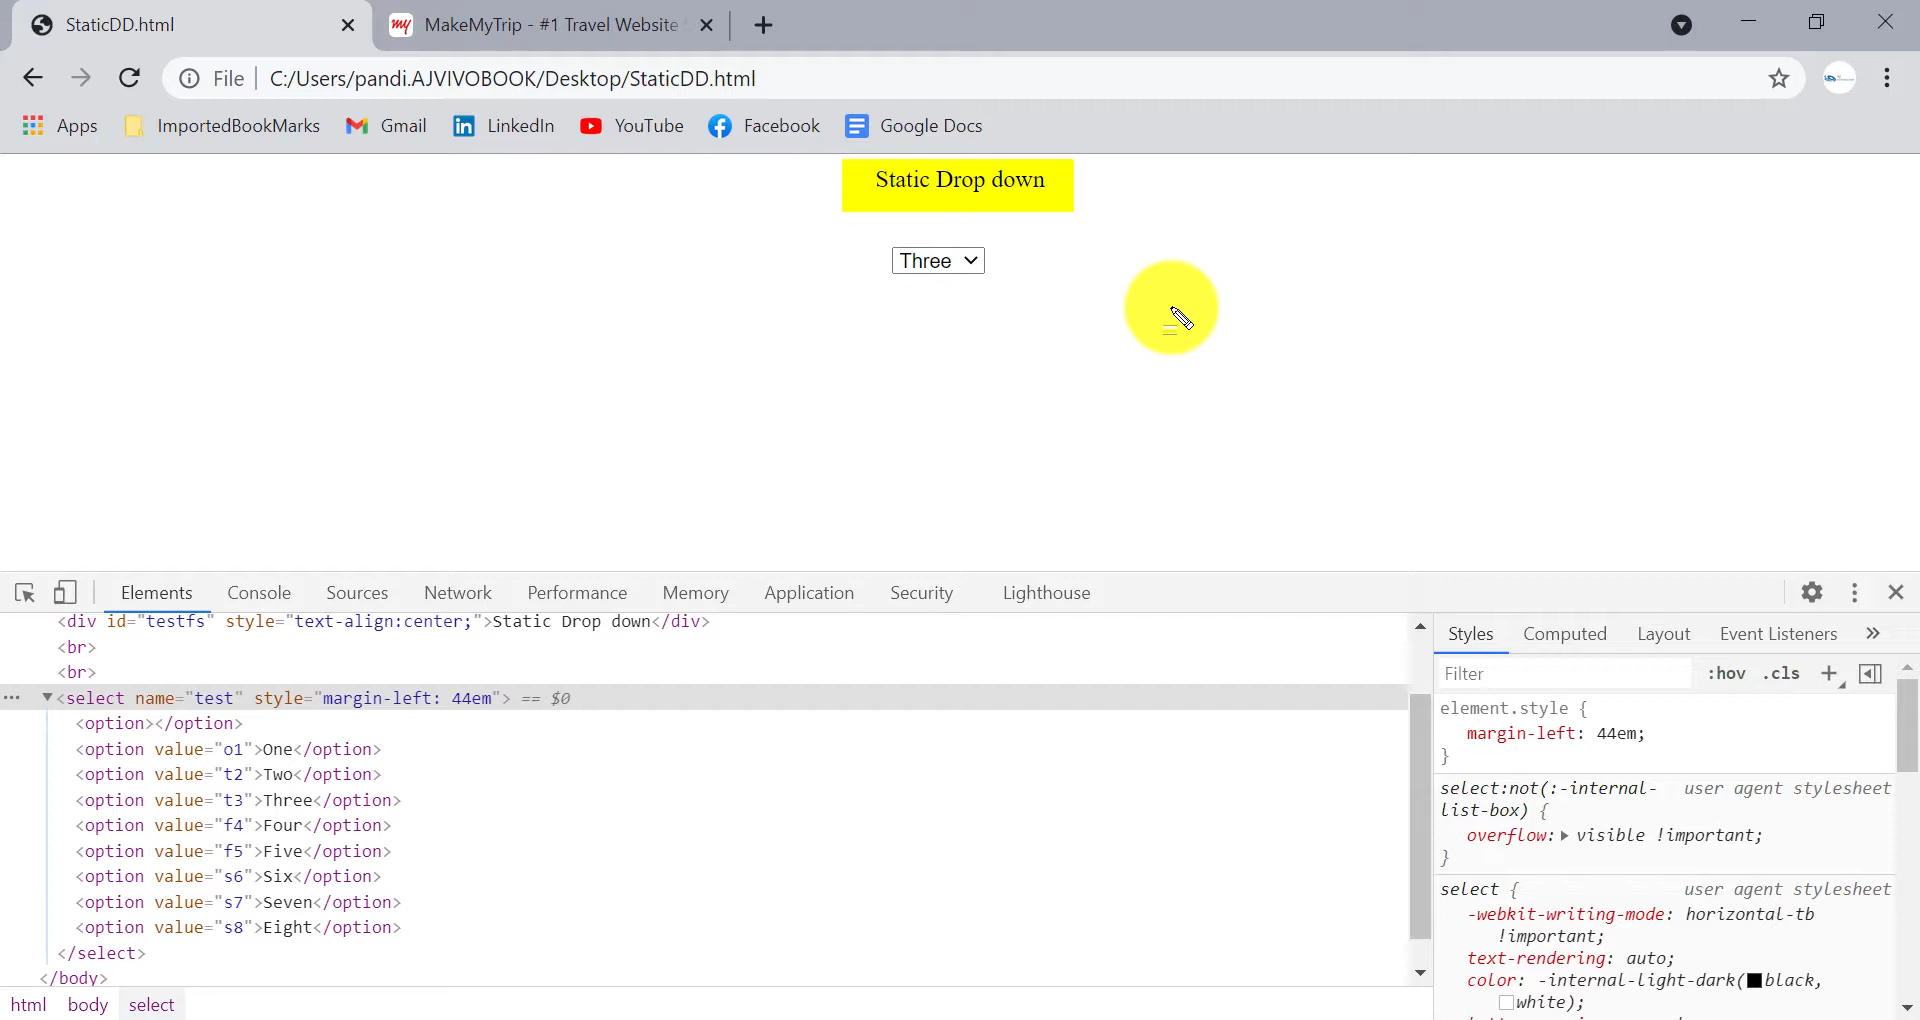 StaticDD.html
my MakeMyTrip - #1 Travel Website
File C:/Users/pandi.AJVIVOBOOK/Desktop/StaticDD.html
Apps ImportedBookMarks Gmail LinkedIn YouTube Facebook Google Docs
Static Drop down
Three
Elements Console Sources Network Performance Memory Application Security Lighthouse
<div id="testfs" style="text-align:center;">Static Drop down</div>
<br>
<br>
<select name="test" style="margin-left: 44em"> == $0
<option></option>
<option value="o1">One</option>
<option value="t2">Two</option>
<option value="t3">Three</option>
<option value="f4">Four</option>
<option value="f5">Five</option>
<option value="s6">Six</option>
<option value="s7">Seven</option>
<option value="s8">Eight</option>
</select>
</body>
html body select
Styles Computed Layout Event Listeners »
Filter :hov .cls +
element.style {
margin-left: 44em;
}
select:not(:-internal- user agent stylesheet
list-box) {
overflow: visible !important;
}
select { user agent stylesheet
-webkit-writing-mode: horizontal-tb
!important;
text-rendering: auto;
color: -internal-light-dark( black,
white);